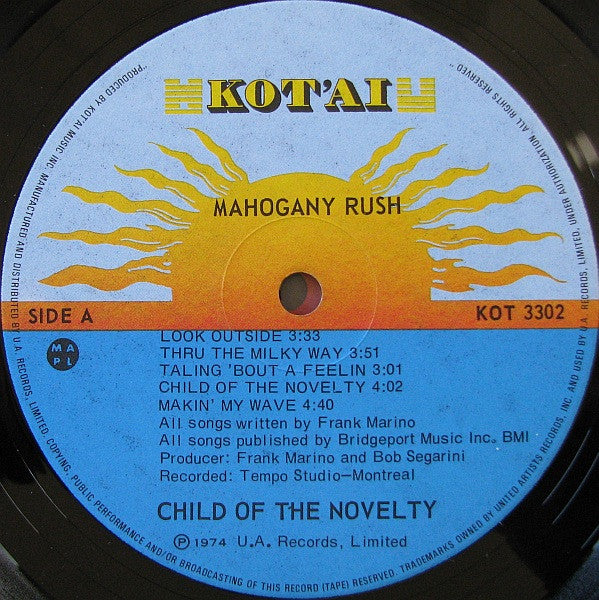 KOT'AI
MAHOGANY RUSH
SIDE A
KOT 3302
M A
P L
LOOK OUTSIDE 3:33
THRU THE MILKY WAY 3:51
TALING 'BOUT A FEELIN 3:01
CHILD OF THE NOVELTY 4:02
MAKIN' MY WAVE 4:40
All songs written by Frank Marino
All songs published by Bridgeport Music Inc. BMI
Producer: Frank Marino and Bob Segarini
Recorded: Tempo Studio-Montreal
CHILD OF THE NOVELTY
Ⓟ 1974 U.A. Records, Limited
"PRODUCED BY KOT'AI MUSIC INC. MANUFACTURED AND DISTRIBUTED BY U.A. RECORDS, LIMITED. COPYING, PUBLIC PERFORMANCE AND/OR BROADCASTING OF THIS RECORD (TAPE) RESERVED. TRADEMARKS OWNED BY UNITED ARTISTS RECORDS, INC. AND USED BY U.A. RECORDS, LIMITED, UNDER AUTHORIZATION ALL RIGHTS RESERVED"